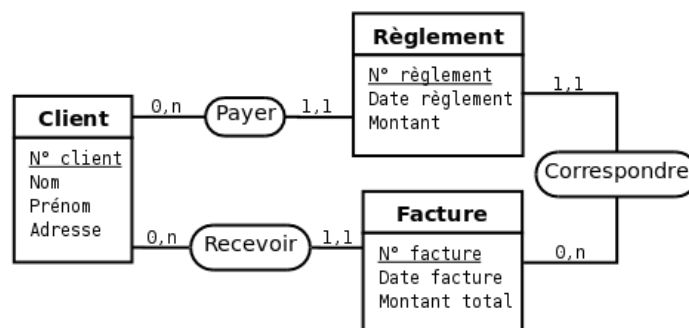 Règlement
N° règlement
Date règlement
Montant
0,n
Payer
1,1
1,1
Client
N° client
Nom
Prénom
Adresse
Correspondre
0,n
Recevoir
1,1
Facture
N° facture
Date facture
Montant total
0,n